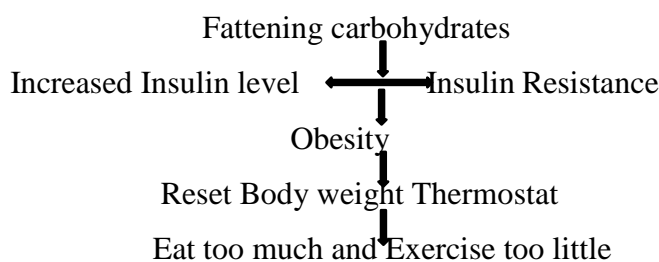 Fattening carbohydrates
Increased Insulin level Insulin Resistance
Obesity
Reset Body weight Thermostat
Eat too much and Exercise too little